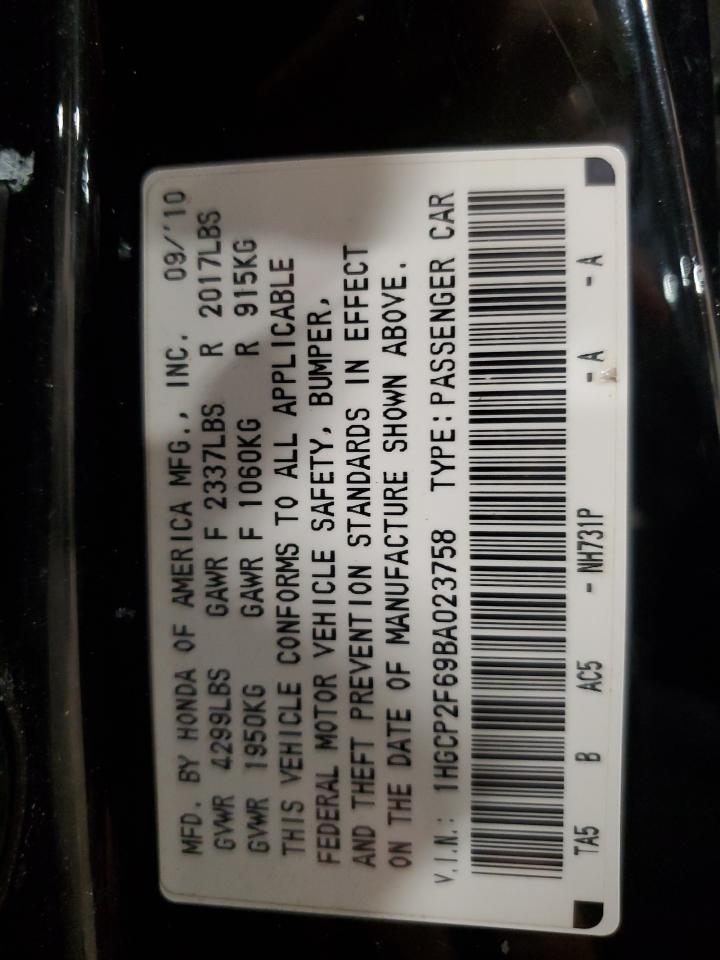 MFD. BY HONDA OF AMERICA MFG., INC. 09/'10
GVWR 4299LBS GAWR F 2337LBS R 2017LBS
GVWR 1950KG GAWR F 1060KG R 915KG
THIS VEHICLE CONFORMS TO ALL APPLICABLE
FEDERAL MOTOR VEHICLE SAFETY, BUMPER,
AND THEFT PREVENTION STANDARDS IN EFFECT
ON THE DATE OF MANUFACTURE SHOWN ABOVE.
V.I.N.: 1HGCP2F69BA023758 TYPE:PASSENGER CAR
TA5 B AC5 - NH731P - A - A